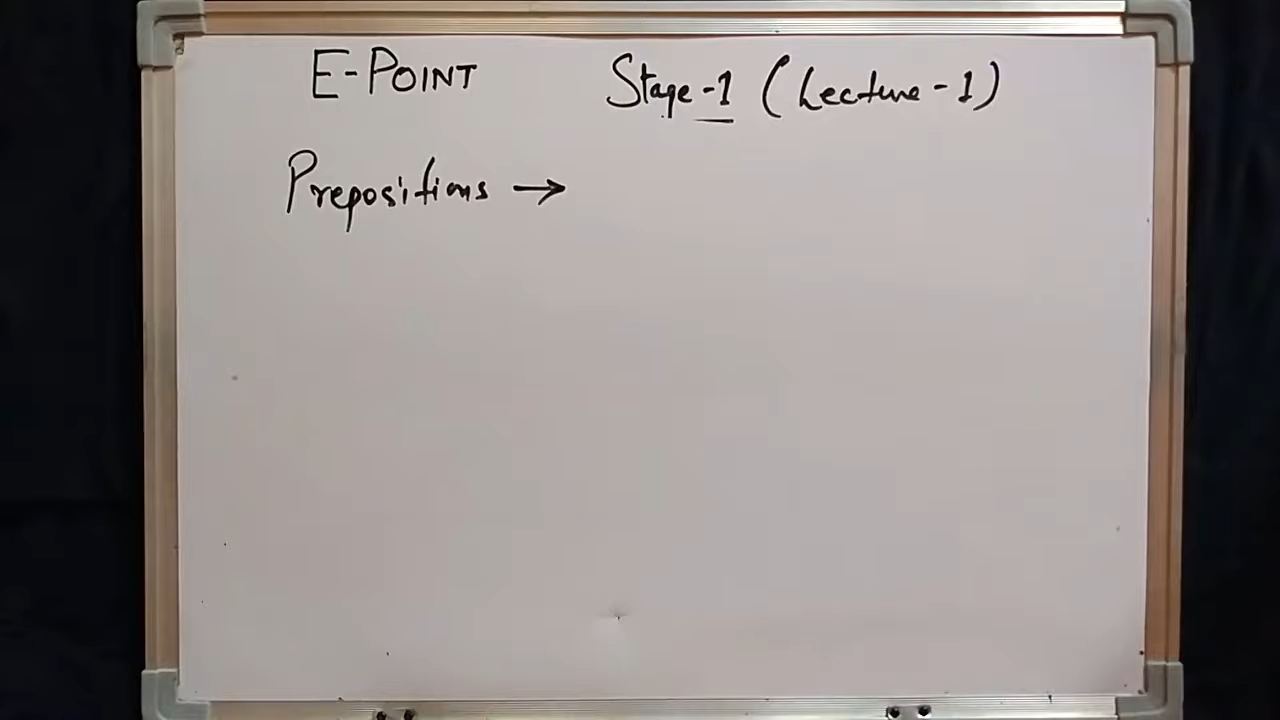 E-POINT Stage-1 (Lecture-1)
Prepositions →